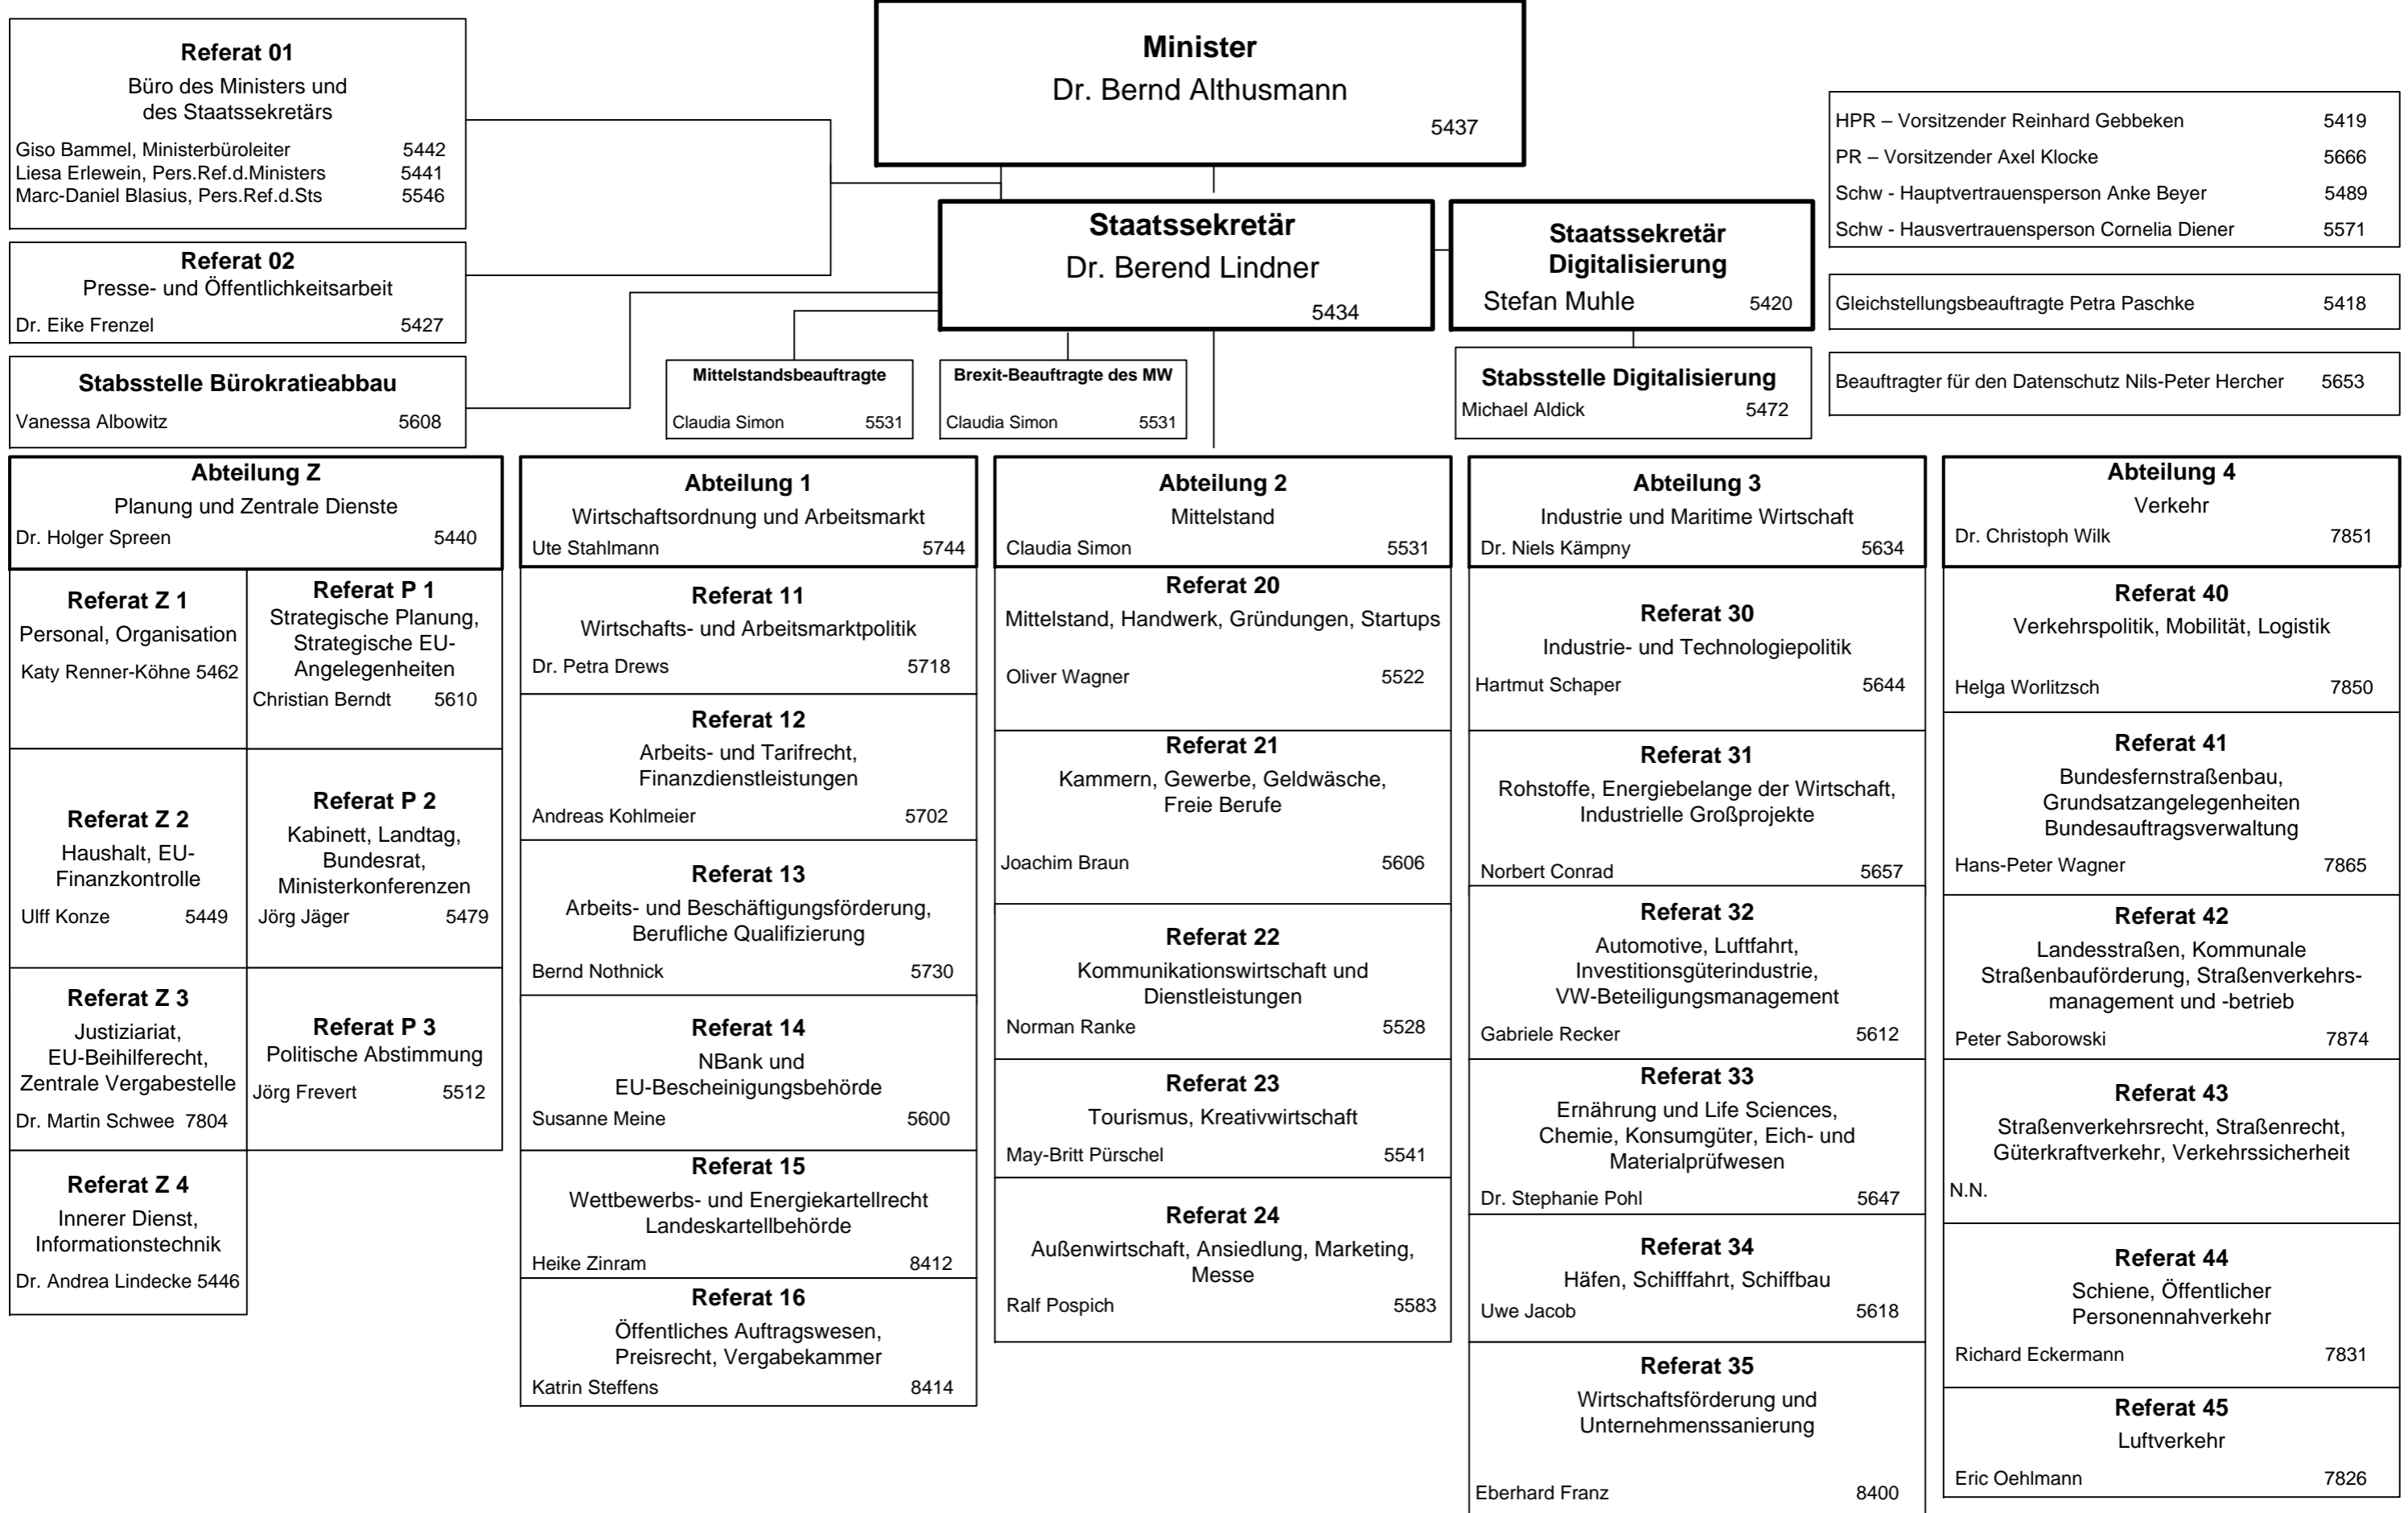 Referat 01
Büro des Ministers und
des Staatssekretärs
Giso Bammel, Ministerbüroleiter 5442
Liesa Erlewein, Pers.Ref.d.Ministers 5441
Marc-Daniel Blasius, Pers.Ref.d.Sts 5546
Referat 02
Presse- und Öffentlichkeitsarbeit
Dr. Eike Frenzel 5427
Stabsstelle Bürokratieabbau
Vanessa Albowitz 5608
Minister
Dr. Bernd Althusmann
5437
Staatssekretär
Dr. Berend Lindner
5434
Staatssekretär
Digitalisierung
Stefan Muhle 5420
Mittelstandsbeauftragte
Claudia Simon 5531
Brexit-Beauftragte des MW
Claudia Simon 5531
Stabsstelle Digitalisierung
Michael Aldick 5472
HPR – Vorsitzender Reinhard Gebbeken 5419
PR – Vorsitzender Axel Klocke 5666
Schw - Hauptvertrauensperson Anke Beyer 5489
Schw - Hausvertrauensperson Cornelia Diener 5571
Gleichstellungsbeauftragte Petra Paschke 5418
Beauftragter für den Datenschutz Nils-Peter Hercher 5653
Abteilung Z
Planung und Zentrale Dienste
Dr. Holger Spreen 5440
Referat Z 1
Personal, Organisation
Katy Renner-Köhne 5462
Referat Z 2
Haushalt, EU-
Finanzkontrolle
Ulff Konze 5449
Referat Z 3
Justiziariat,
EU-Beihilferecht,
Zentrale Vergabestelle
Dr. Martin Schwee 7804
Referat Z 4
Innerer Dienst,
Informationstechnik
Dr. Andrea Lindecke 5446
Referat P 1
Strategische Planung,
Strategische EU-
Angelegenheiten
Christian Berndt 5610
Referat P 2
Kabinett, Landtag,
Bundesrat,
Ministerkonferenzen
Jörg Jäger 5479
Referat P 3
Politische Abstimmung
Jörg Frevert 5512
Abteilung 1
Wirtschaftsordnung und Arbeitsmarkt
Ute Stahlmann 5744
Referat 11
Wirtschafts- und Arbeitsmarktpolitik
Dr. Petra Drews 5718
Referat 12
Arbeits- und Tarifrecht,
Finanzdienstleistungen
Andreas Kohlmeier 5702
Referat 13
Arbeits- und Beschäftigungsförderung,
Berufliche Qualifizierung
Bernd Nothnick 5730
Referat 14
NBank und
EU-Bescheinigungsbehörde
Susanne Meine 5600
Referat 15
Wettbewerbs- und Energiekartellrecht
Landeskartellbehörde
Heike Zinram 8412
Referat 16
Öffentliches Auftragswesen,
Preisrecht, Vergabekammer
Katrin Steffens 8414
Abteilung 2
Mittelstand
Claudia Simon 5531
Referat 20
Mittelstand, Handwerk, Gründungen, Startups
Oliver Wagner 5522
Referat 21
Kammern, Gewerbe, Geldwäsche,
Freie Berufe
Joachim Braun 5606
Referat 22
Kommunikationswirtschaft und
Dienstleistungen
Norman Ranke 5528
Referat 23
Tourismus, Kreativwirtschaft
May-Britt Pürschel 5541
Referat 24
Außenwirtschaft, Ansiedlung, Marketing,
Messe
Ralf Pospich 5583
Abteilung 3
Industrie und Maritime Wirtschaft
Dr. Niels Kämpny 5634
Referat 30
Industrie- und Technologiepolitik
Hartmut Schaper 5644
Referat 31
Rohstoffe, Energiebelange der Wirtschaft,
Industrielle Großprojekte
Norbert Conrad 5657
Referat 32
Automotive, Luftfahrt,
Investitionsgüterindustrie,
VW-Beteiligungsmanagement
Gabriele Recker 5612
Referat 33
Ernährung und Life Sciences,
Chemie, Konsumgüter, Eich- und
Materialprüfwesen
Dr. Stephanie Pohl 5647
Referat 34
Häfen, Schifffahrt, Schiffbau
Uwe Jacob 5618
Referat 35
Wirtschaftsförderung und
Unternehmenssanierung
Eberhard Franz 8400
Abteilung 4
Verkehr
Dr. Christoph Wilk 7851
Referat 40
Verkehrspolitik, Mobilität, Logistik
Helga Worlitzsch 7850
Referat 41
Bundesfernstraßenbau,
Grundsatzangelegenheiten
Bundesauftragsverwaltung
Hans-Peter Wagner 7865
Referat 42
Landesstraßen, Kommunale
Straßenbauförderung, Straßenverkehrs-
management und -betrieb
Peter Saborowski 7874
Referat 43
Straßenverkehrsrecht, Straßenrecht,
Güterkraftverkehr, Verkehrssicherheit
N.N.
Referat 44
Schiene, Öffentlicher
Personennahverkehr
Richard Eckermann 7831
Referat 45
Luftverkehr
Eric Oehlmann 7826